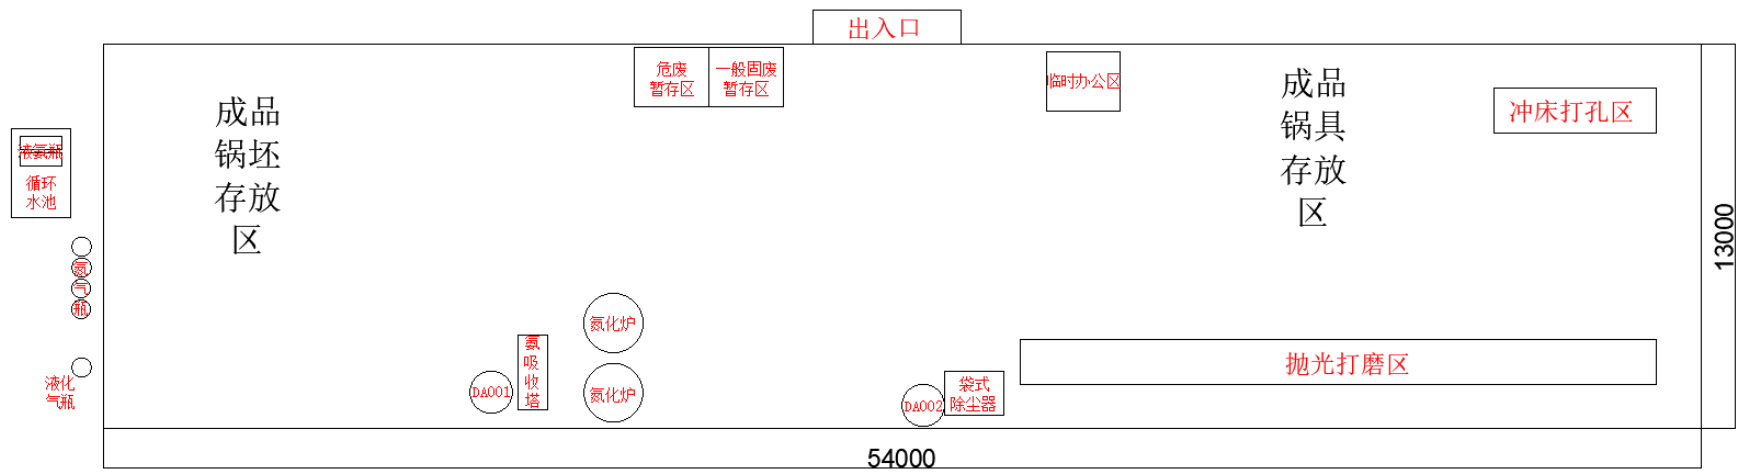 出入口
危废
暂存区
一般固废
暂存区
临时办公区
成品
锅具
存放
区
冲床打孔区
成品
锅坯
存放
区
液氨瓶
循环
水池
氮
气
瓶
液化
气瓶
DA001
氨
吸
收
塔
氮化炉
氮化炉
DA002
袋式
除尘器
抛光打磨区
13000
54000